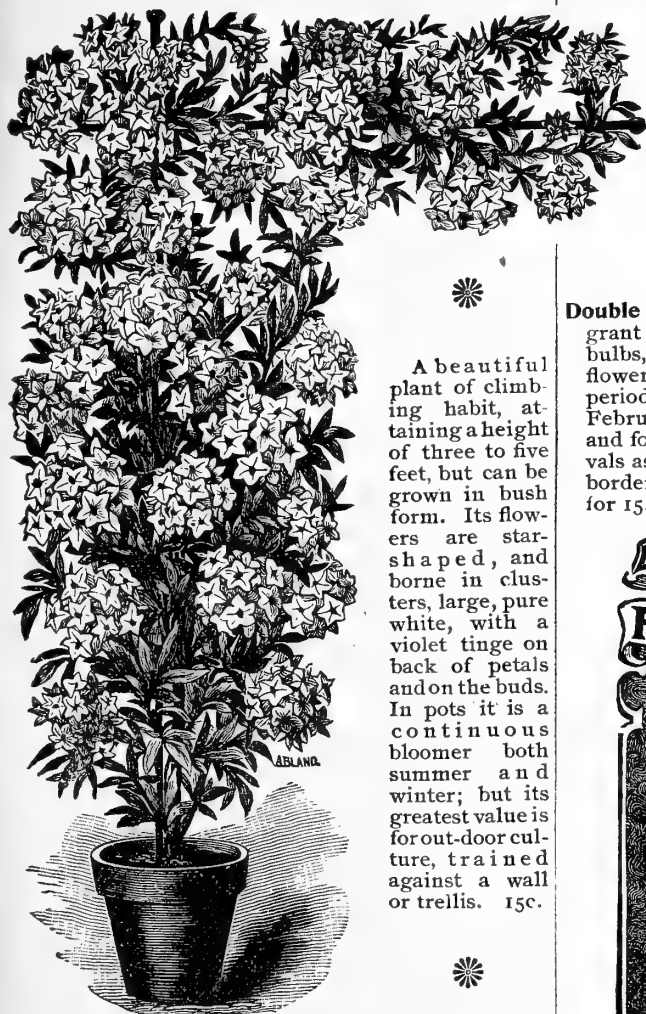 A beautiful
plant of climb-
ing habit, at-
taining a height
of three to five
feet, but can be
grown in bush
form. Its flow-
ers are star-
shaped, and
borne in clus-
ters, large, pure
white, with a
violet tinge on
back of petals
and on the buds.
In pots it is a
continuous
bloomer both
summer and
winter; but its
greatest value is
for out-door cul-
ture, trained
against a wall
or trellis. 15c.
A.BLANC.
Double
grant
bulbs,
flower
period
Febru
and fo
vals as
border
for 15